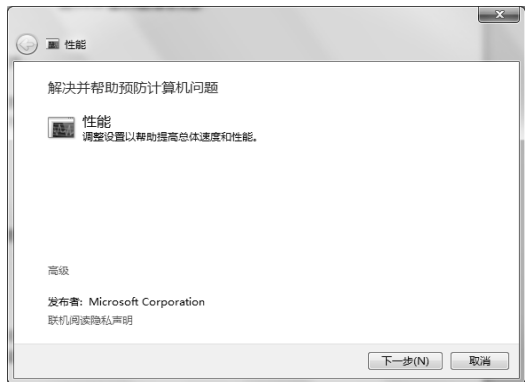 性能
解决并帮助预防计算机问题
性能
调整设置以帮助提高总体速度和性能。
高级
发布者: Microsoft Corporation
联机阅读隐私声明
下一步(N) 取消